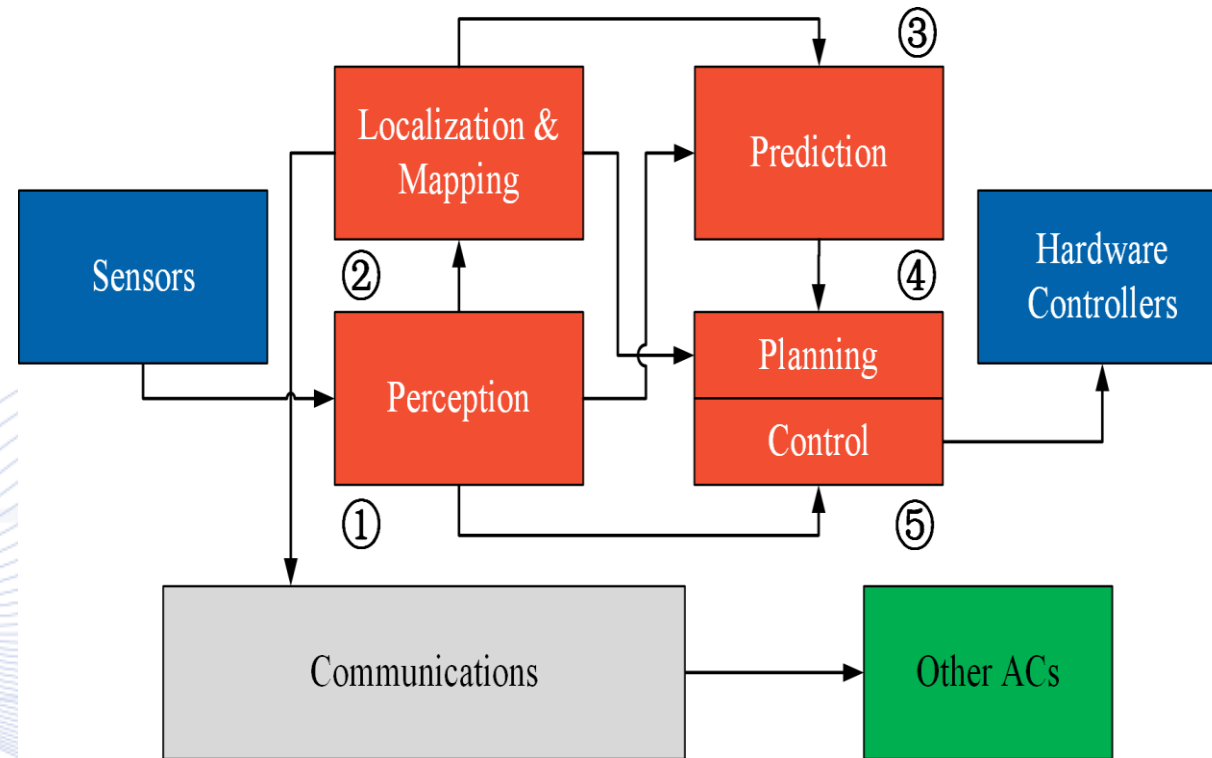 ③
Localization &
Mapping
Prediction
Sensors
②
④
Hardware
Controllers
Perception
Planning
Control
①
⑤
Communications
Other ACs